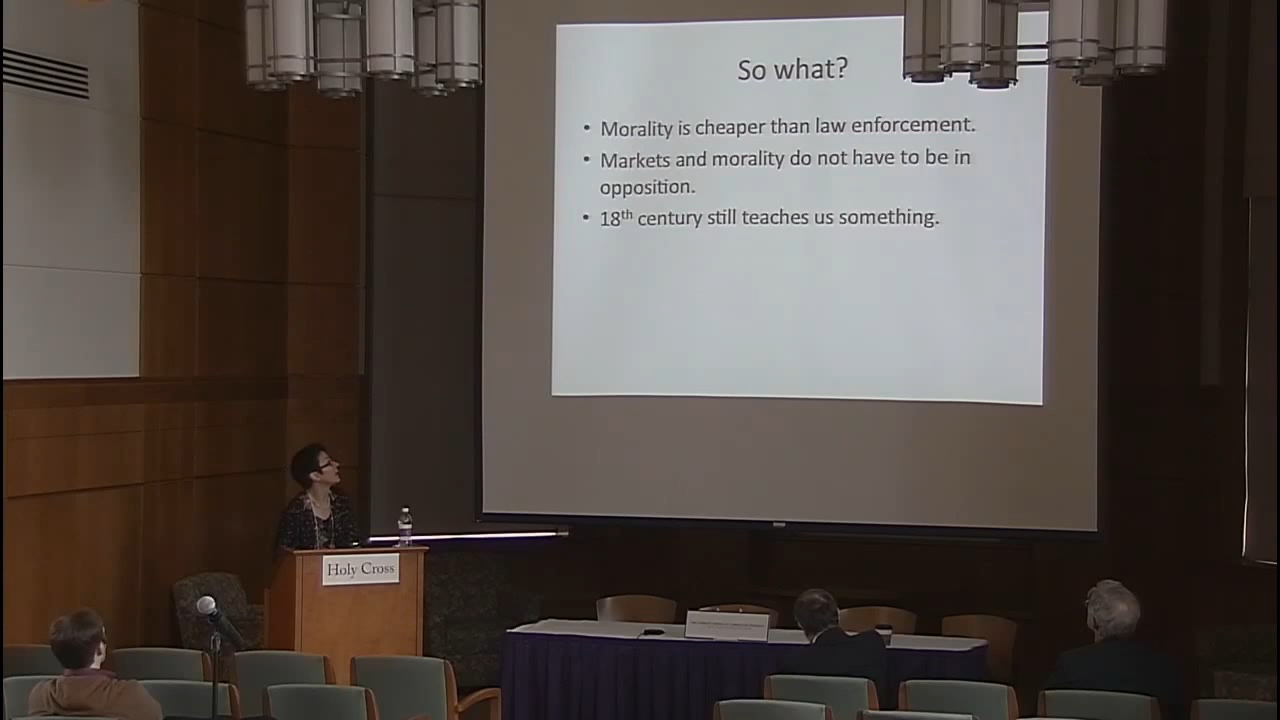 So what?
• Morality is cheaper than law enforcement.
• Markets and morality do not have to be in
opposition.
• 18th century still teaches us something.
Holy Cross